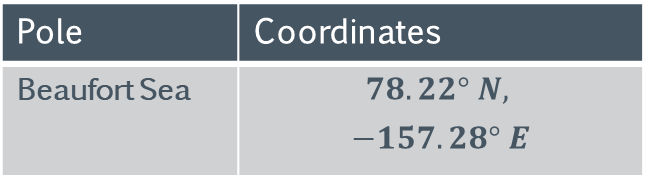 Pole Coordinates
Beaufort Sea 78.22° N,
−157.28° E